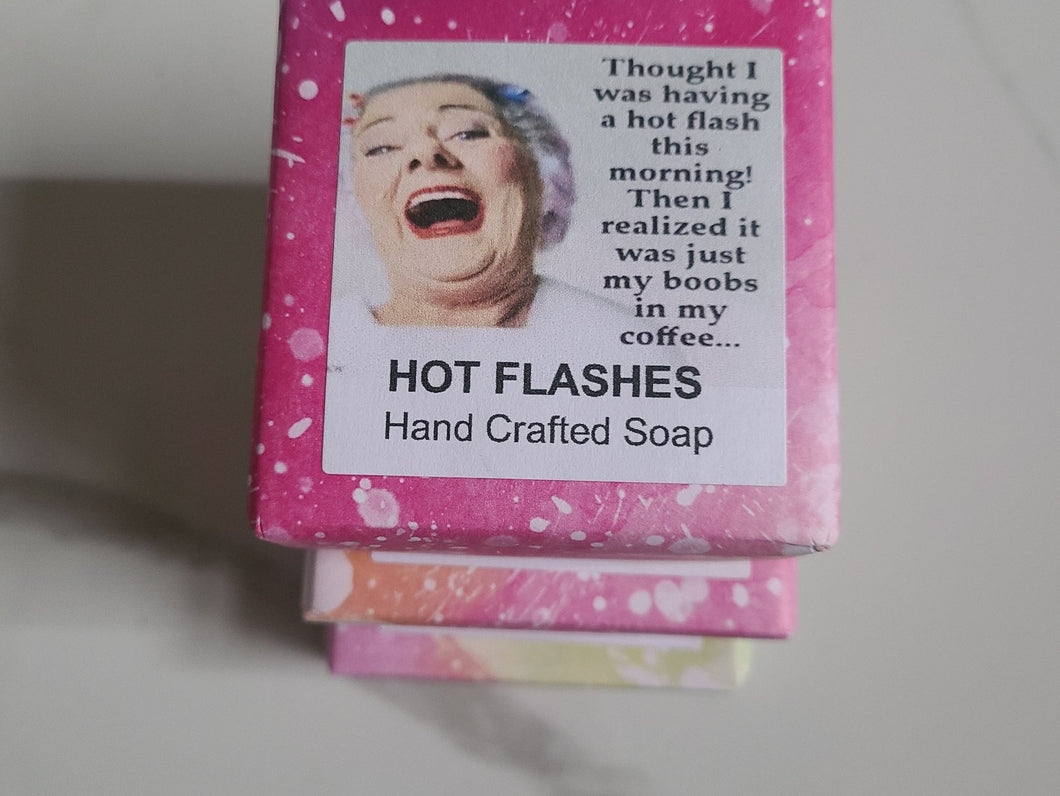 Thought I
was having
a hot flash
this
morning!
Then I
realized it
was just
my boobs
in my
coffee...
HOT FLASHES
Hand Crafted Soap